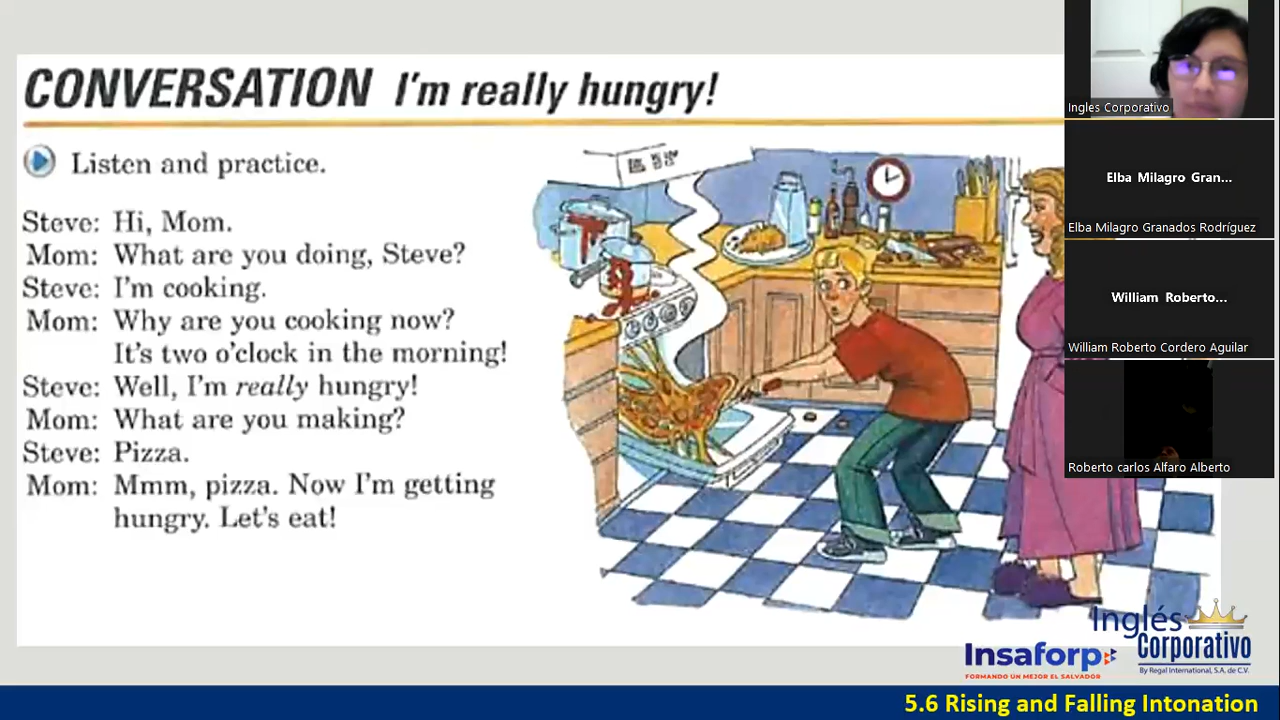 CONVERSATION I'm really hungry!
Listen and practice.
Steve: Hi, Mom.
Mom: What are you doing, Steve?
Steve: I'm cooking.
Mom: Why are you cooking now?
It's two o'clock in the morning!
Steve: Well, I'm really hungry!
Mom: What are you making?
Steve: Pizza.
Mom: Mmm, pizza. Now I'm getting
hungry. Let's eat!
Ingles Corporativo
Elba Milagro Gran...
Elba Milagro Granados Rodríguez
William Roberto...
William Roberto Cordero Aguilar
Roberto carlos Alfaro Alberto
Insaforp
FORMANDO UN MEJOR EL SALVADOR
Inglés
Corporativo
By Regal International, S.A. de C.V.
5.6 Rising and Falling Intonation